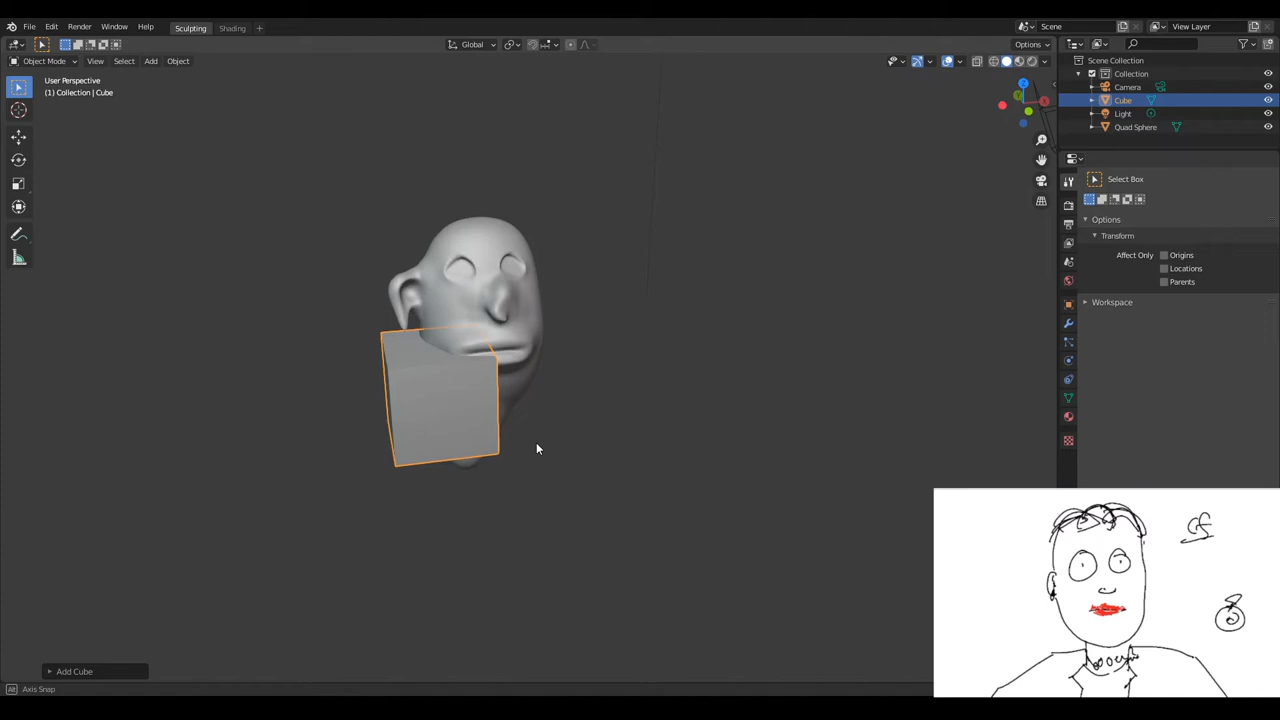 File Edit Render Window Help Sculpting Shading + Scene View Layer
Global Options
Object Mode View Select Add Object
User Perspective
(1) Collection | Cube
Scene Collection
Collection
Camera
Cube
Light
Quad Sphere
Select Box
Options
Transform
Affect Only Origins
Locations
Parents
Workspace
Add Cube
Alt Axis Snap